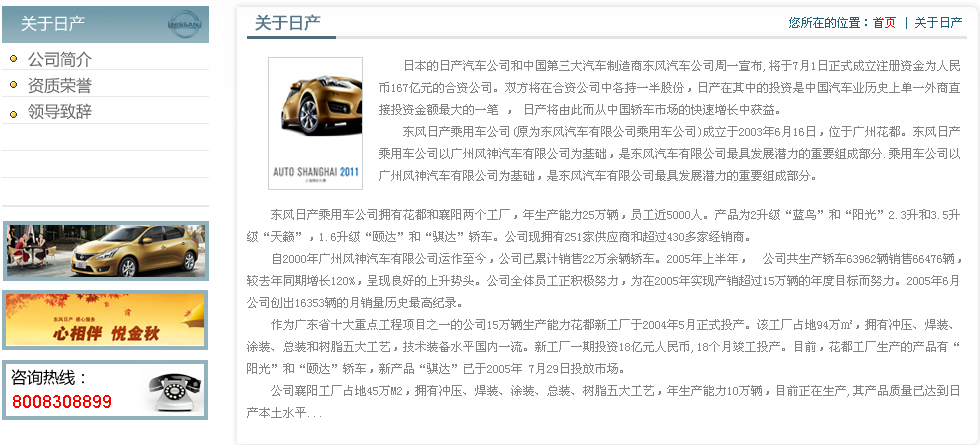 关于日产
NISSAN
公司简介
资质荣誉
领导致辞
东风日产 感心服务
心相伴 悦金秋
咨询热线：
8008308899
关于日产
您所在的位置：首页 | 关于日产
AUTO SHANGHAI 2011
日本的日产汽车公司和中国第三大汽车制造商东风汽车公司周一宣布,将于7月1日正式成立注册资金为人民
币167亿元的合资公司。双方将在合资公司中各持一半股份，日产在其中的投资是中国汽车业历史上单一外商直
接投资金额最大的一笔 ， 日产将由此而从中国轿车市场的快速增长中获益。
东风日产乘用车公司(原为东风汽车有限公司乘用车公司)成立于2003年6月16日，位于广州花都。东风日产
乘用车公司以广州风神汽车有限公司为基础，是东风汽车有限公司最具发展潜力的重要组成部分.乘用车公司以
广州风神汽车有限公司为基础，是东风汽车有限公司最具发展潜力的重要组成部分。
东风日产乘用车公司拥有花都和襄阳两个工厂，年生产能力25万辆，员工近5000人。产品为2升级“蓝鸟”和“阳光”2.3升和3.5升
级“天籁”，1.6升级“颐达”和“骐达”轿车。公司现拥有251家供应商和超过430多家经销商。
自2000年广州风神汽车有限公司运作至今，公司已累计销售22万余辆轿车。2005年上半年， 公司共生产轿车63962辆销售66476辆，
较去年同期增长120%，呈现良好的上升势头。公司全体员工正积极努力，为在2005年实现产销超过15万辆的年度目标而努力。2005年6月
公司创出16353辆的月销量历史最高纪录。
作为广东省十大重点工程项目之一的公司15万辆生产能力花都新工厂于2004年5月正式投产。该工厂占地94万㎡，拥有冲压、焊装、
涂装、总装和树脂五大工艺，技术装备水平国内一流。新工厂一期投资18亿元人民币,18个月竣工投产。目前，花都工厂生产的产品有“
阳光”和“颐达”轿车，新产品“骐达”已于2005年 7月29日投放市场。
公司襄阳工厂占地45万M2，拥有冲压、焊装、涂装、总装、树脂五大工艺，年生产能力10万辆，目前正在生产,其产品质量已达到日
产本土水平...